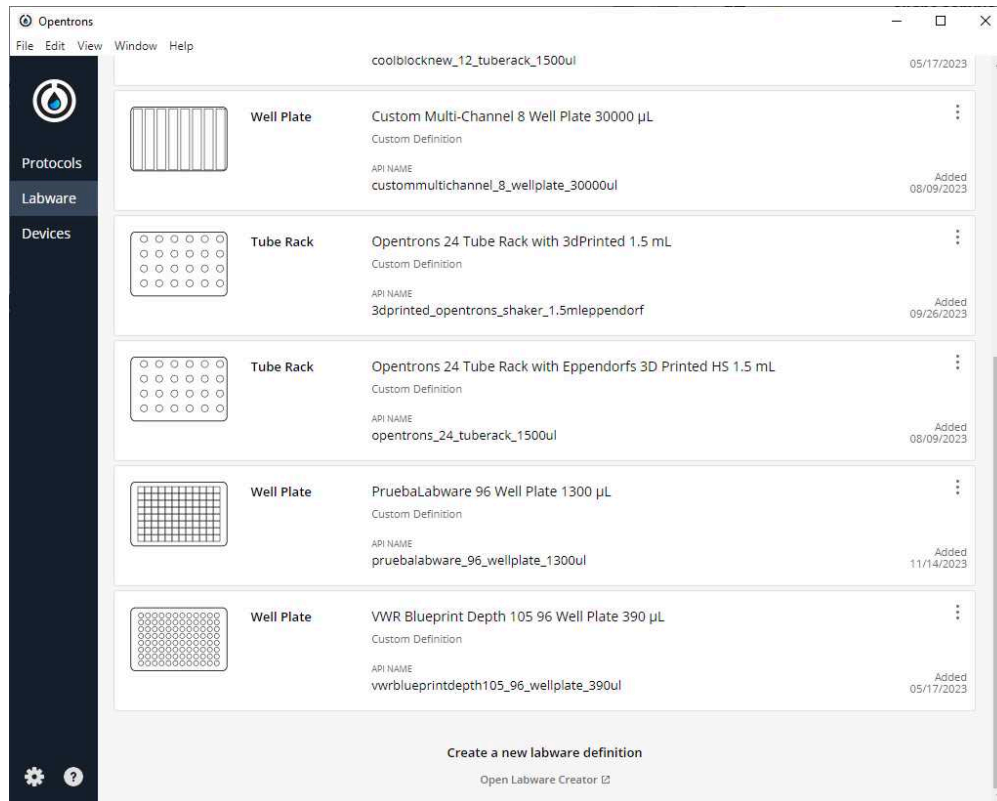 Opentrons
File Edit View Window Help
Protocols
Labware
Devices
coolblocknew_12_tuberack_1500ul
05/17/2023
Well Plate
Custom Multi-Channel 8 Well Plate 30000 µL
Custom Definition
API NAME
custommultichannel_8_wellplate_30000ul
Added
08/09/2023
Tube Rack
Opentrons 24 Tube Rack with 3dPrinted 1.5 mL
Custom Definition
API NAME
3dprinted_opentrons_shaker_1.5mleppendorf
Added
09/26/2023
Tube Rack
Opentrons 24 Tube Rack with Eppendorfs 3D Printed HS 1.5 mL
Custom Definition
API NAME
opentrons_24_tuberack_1500ul
Added
08/09/2023
Well Plate
PruebaLabware 96 Well Plate 1300 µL
Custom Definition
API NAME
pruebalabware_96_wellplate_1300ul
Added
11/14/2023
Well Plate
VWR Blueprint Depth 105 96 Well Plate 390 µL
Custom Definition
API NAME
vwrblueprintdepth105_96_wellplate_390ul
Added
05/17/2023
Create a new labware definition
Open Labware Creator